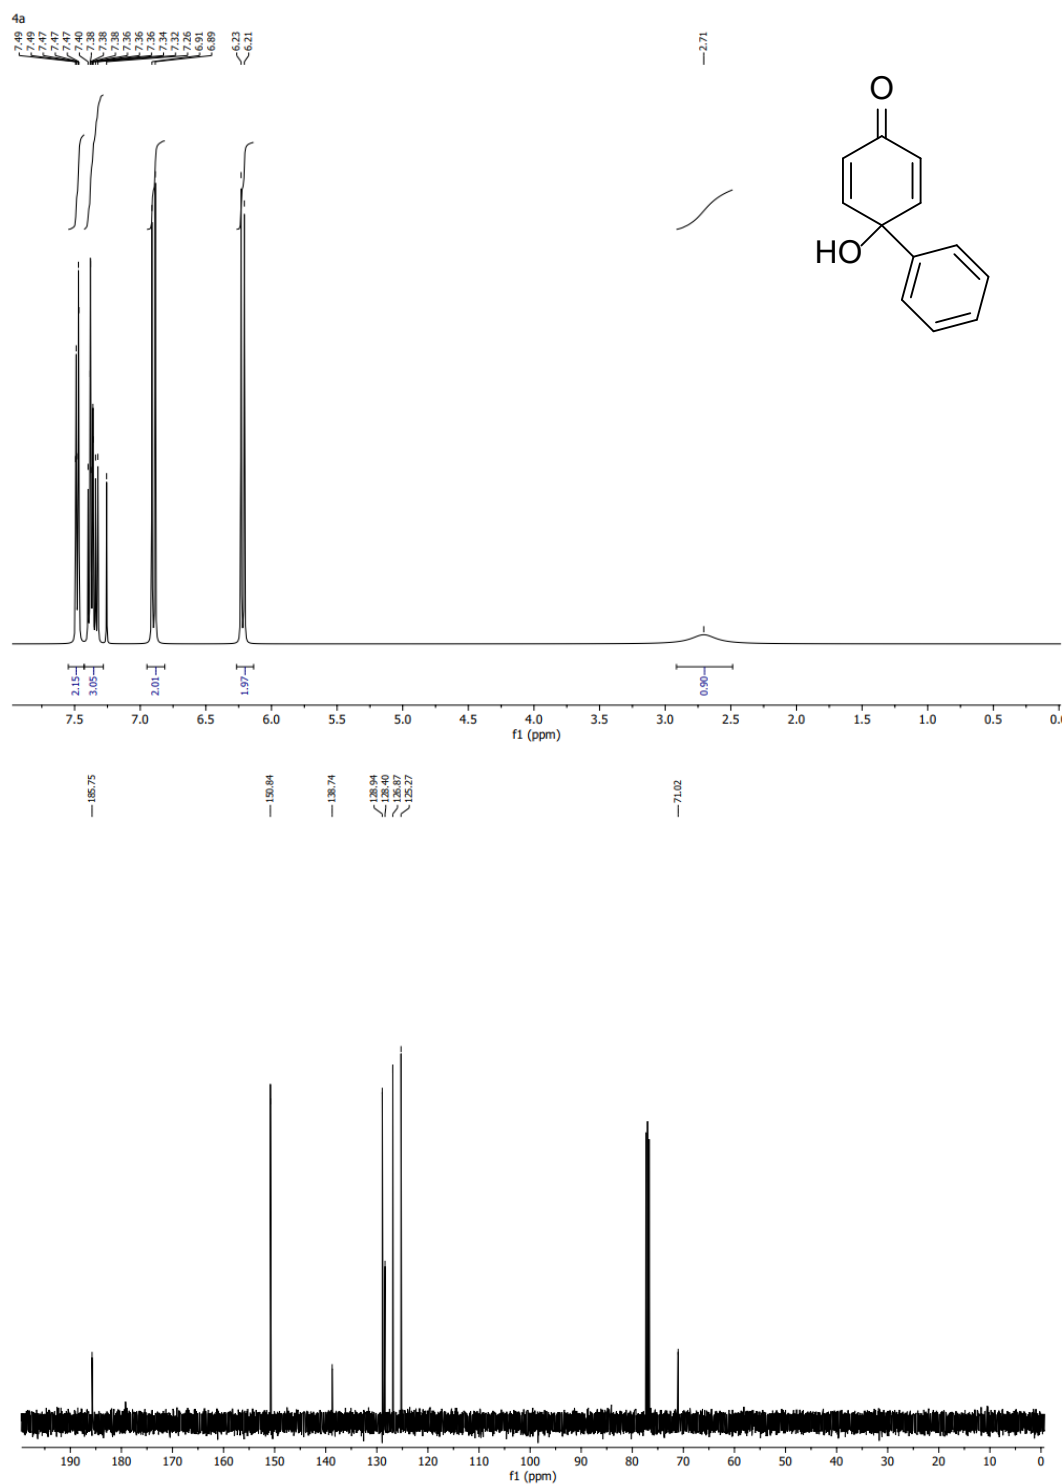 4a
7.49 7.49 7.47 7.47 7.47 7.40 7.38 7.38 7.38 7.36 7.36 7.36 7.34 7.32 7.26 6.91 6.89 6.23 6.21 2.71
O
HO
2.15 3.05 2.01 1.97 0.90
7.5 7.0 6.5 6.0 5.5 5.0 4.5 4.0 3.5 3.0 2.5 2.0 1.5 1.0 0.5 0.0
f1 (ppm)
185.75 150.84 138.74 128.94 128.40 126.87 125.27 71.02
190 180 170 160 150 140 130 120 110 100 90 80 70 60 50 40 30 20 10 0
f1 (ppm)